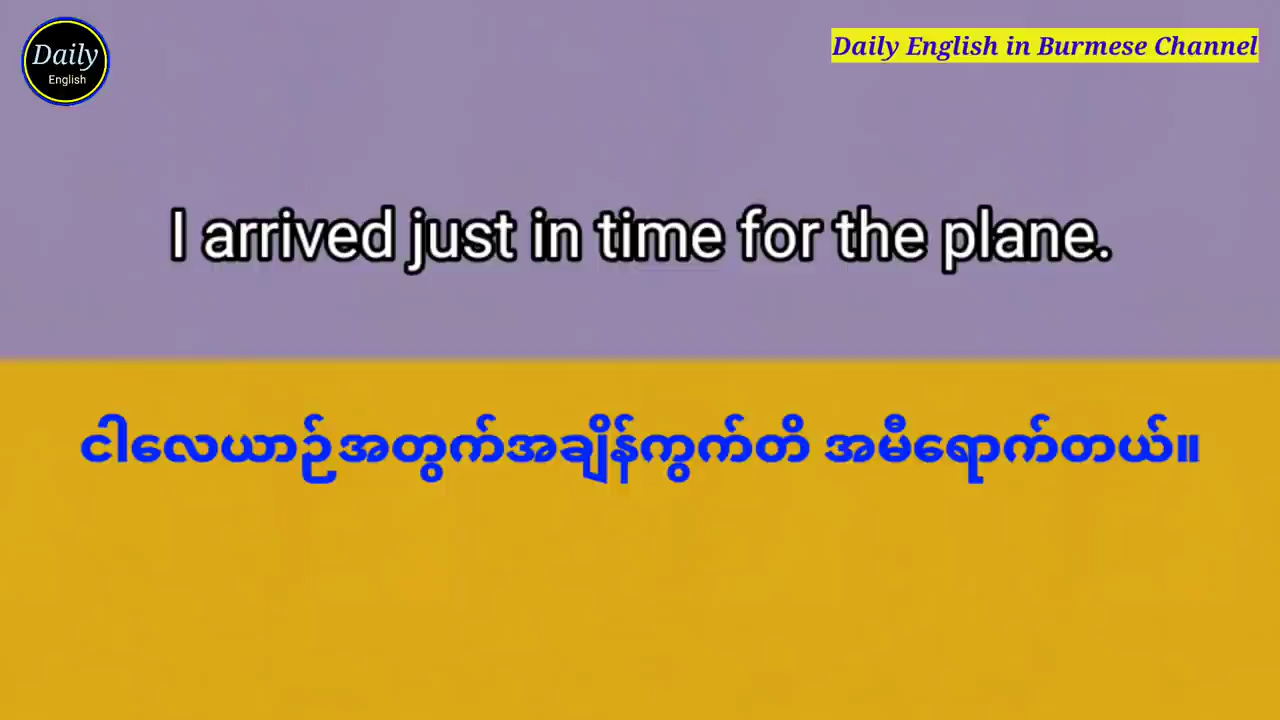 Daily
English
Daily English in Burmese Channel
I arrived just in time for the plane.
ငါလေယာဉ်အတွက်အချိန်ကွက်တိ အမီရောက်တယ်။